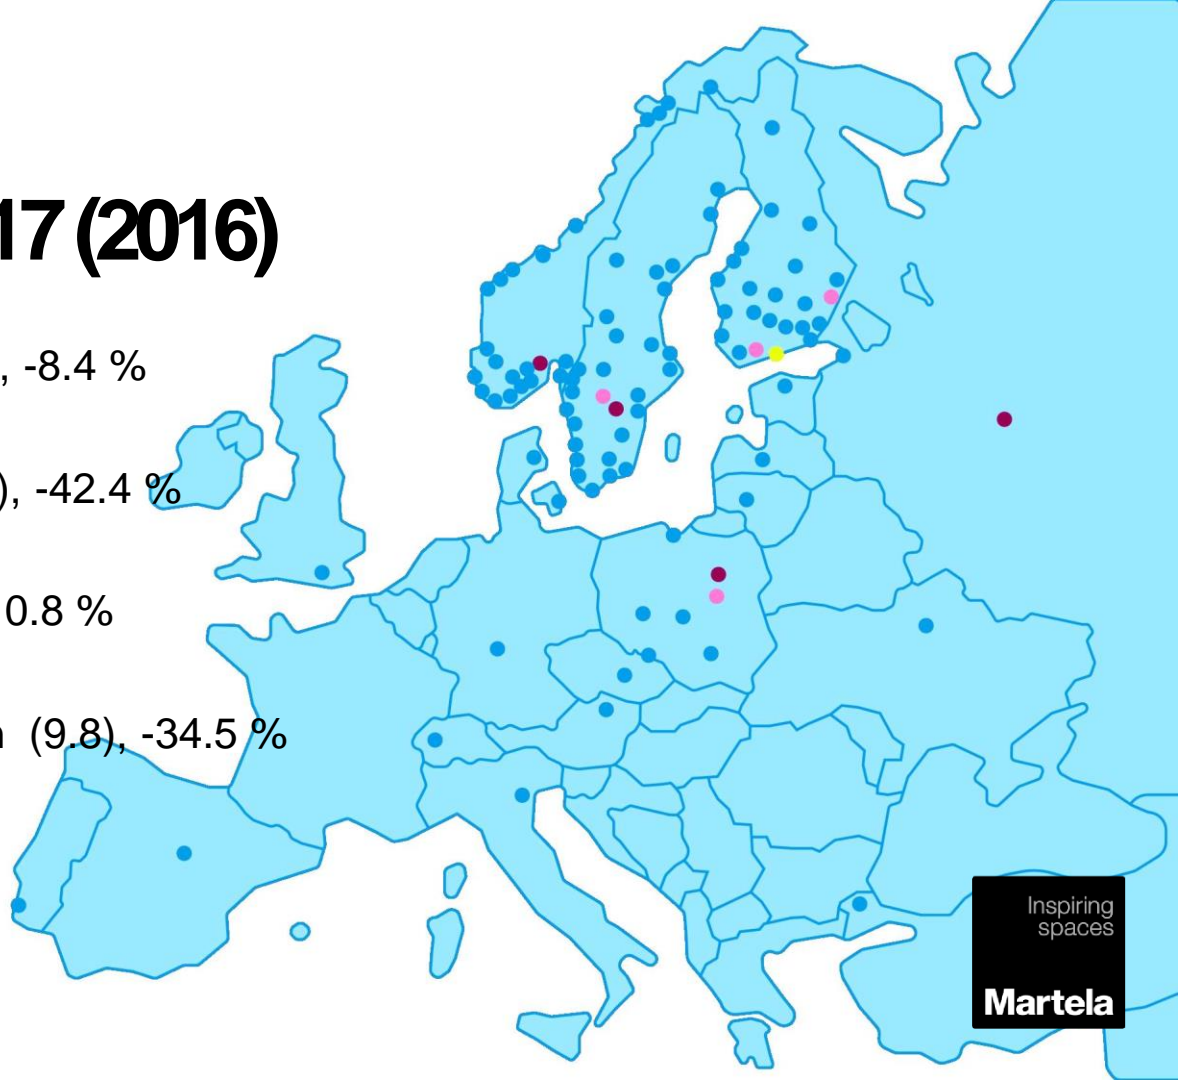 17 (2016)
, -8.4 %
), -42.4 %
0.8 %
(9.8), -34.5 %
Inspiring
spaces
Martela